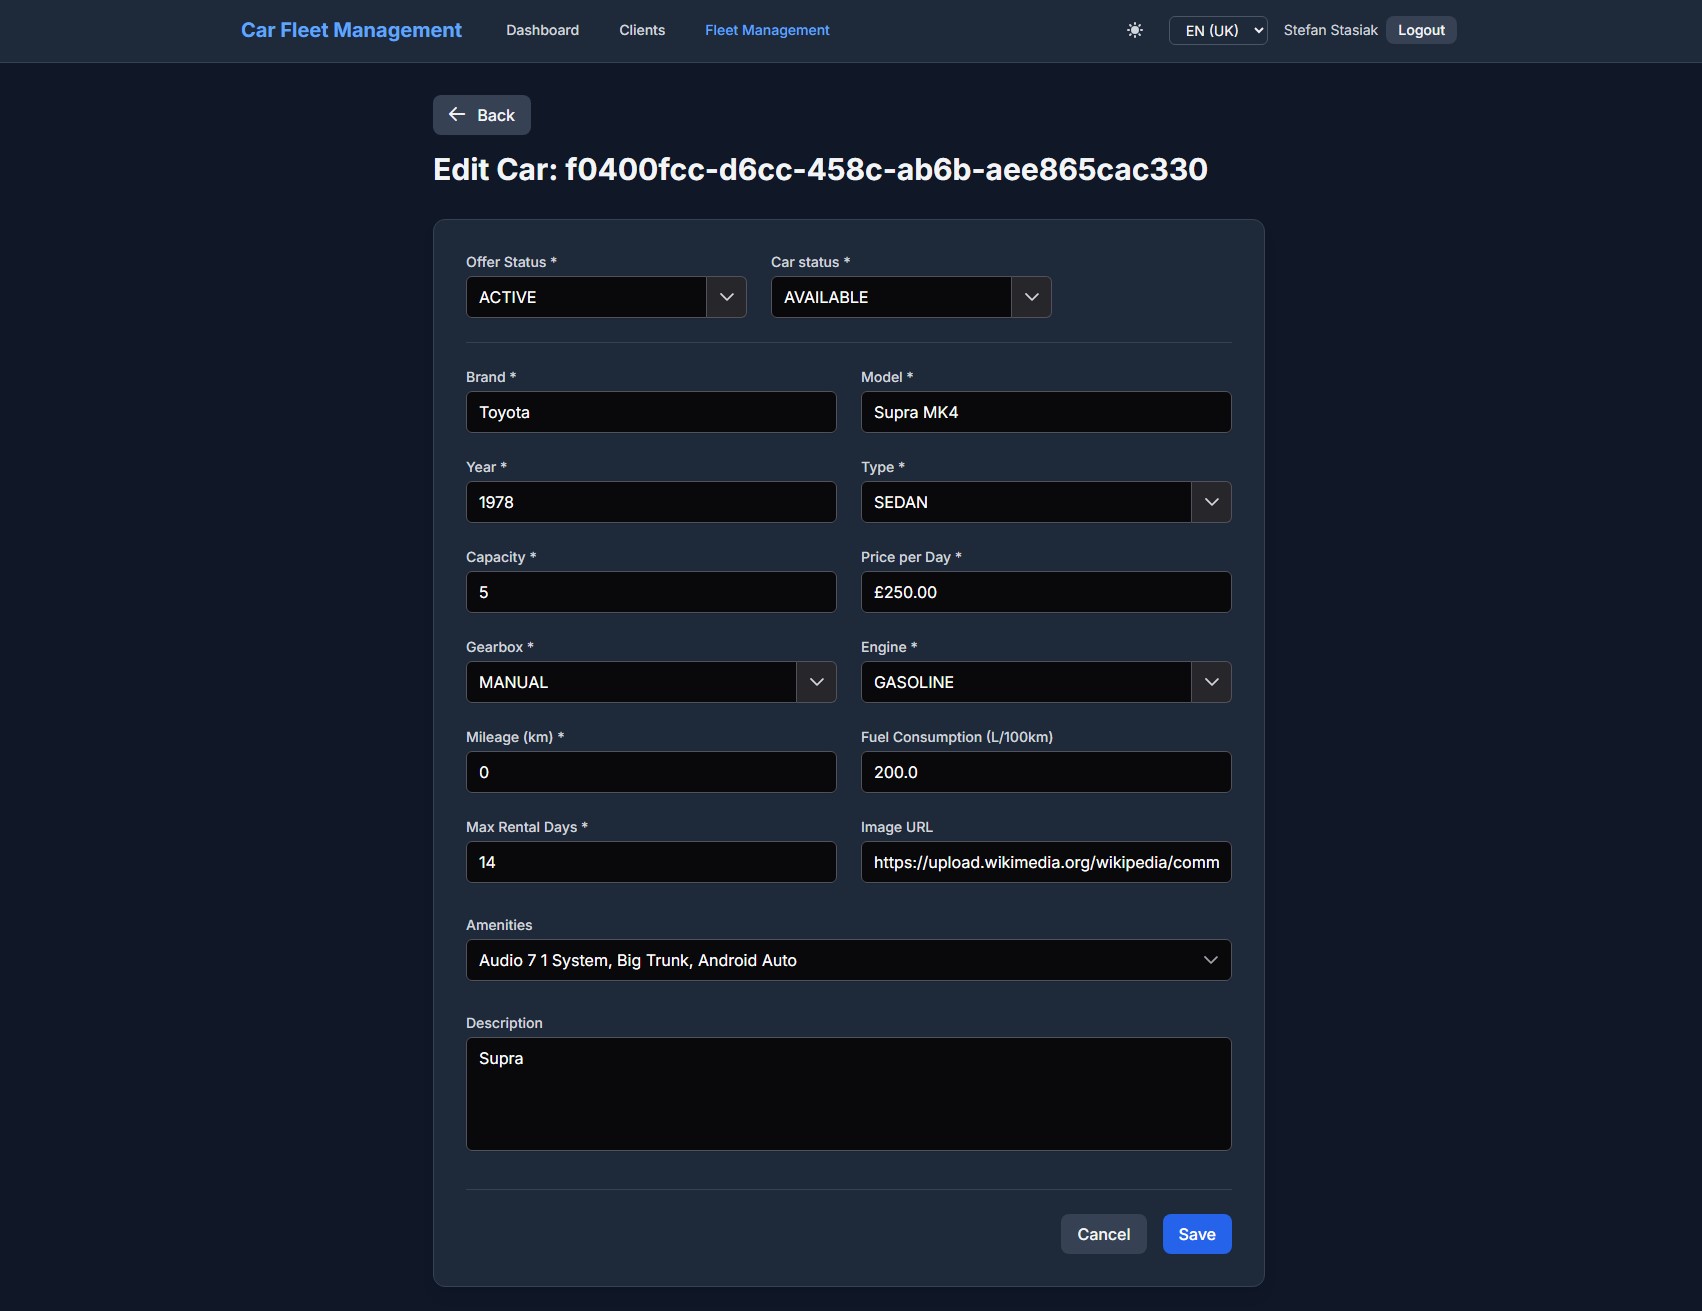 Car Fleet Management Dashboard Clients Fleet Management EN (UK) Stefan Stasiak Logout
Back
Edit Car: f0400fcc-d6cc-458c-ab6b-aee865cac330
Offer Status * Car status *
ACTIVE AVAILABLE
Brand * Model *
Toyota Supra MK4
Year * Type *
1978 SEDAN
Capacity * Price per Day *
5 £250.00
Gearbox * Engine *
MANUAL GASOLINE
Mileage (km) * Fuel Consumption (L/100km)
0 200.0
Max Rental Days * Image URL
14 https://upload.wikimedia.org/wikipedia/comm
Amenities
Audio 7 1 System, Big Trunk, Android Auto
Description
Supra
Cancel Save